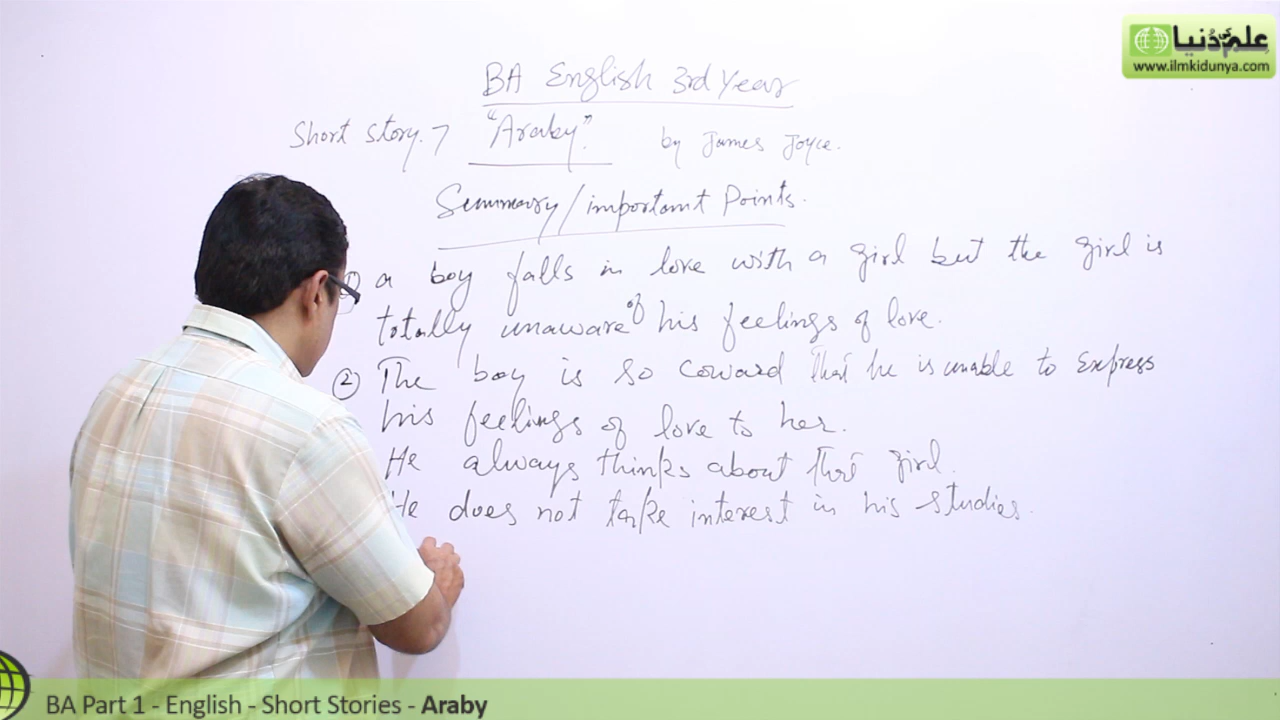 علم کی دنیا
www.ilmkidunya.com
BA English 3rd Year
Short story. 7 "Araby". by James Joyce.
Summary/important Points.
① a boy falls in love with a girl but the girl is
totally unaware of his feelings of love.
② The boy is so coward that he is unable to express
his feelings of love to her.
He always thinks about that girl.
He does not take interest in his studies.
BA Part 1 - English - Short Stories - Araby